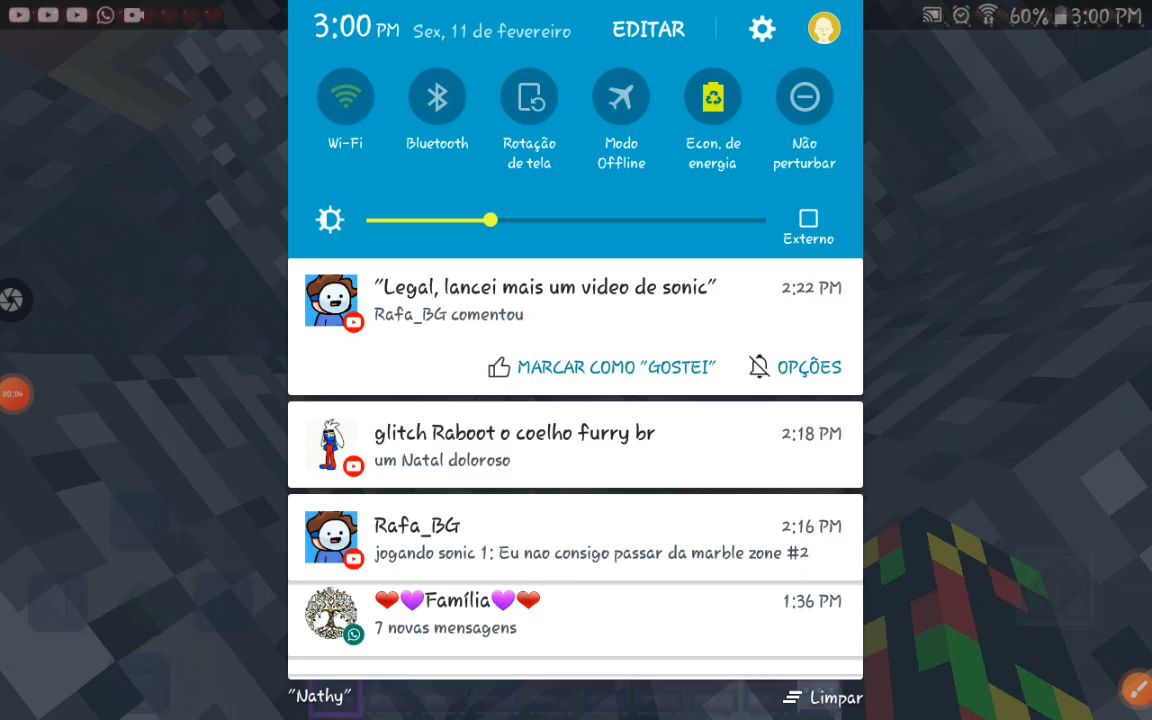 60% 3:00 PM
3:00 PM Sex, 11 de fevereiro EDITAR
Wi-Fi Bluetooth Rotação de tela Modo Offline Econ. de energia Não perturbar
Externo
"Legal, lancei mais um video de sonic" 2:22 PM
Rafa_BG comentou
MARCAR COMO "GOSTEI" OPÇÕES
glitch Raboot o coelho furry br 2:18 PM
um Natal doloroso
Rafa_BG 2:16 PM
jogando sonic 1: Eu nao consigo passar da marble zone #2
❤️💜Família💜❤️ 1:36 PM
7 novas mensagens
00:04
"Nathy" Limpar